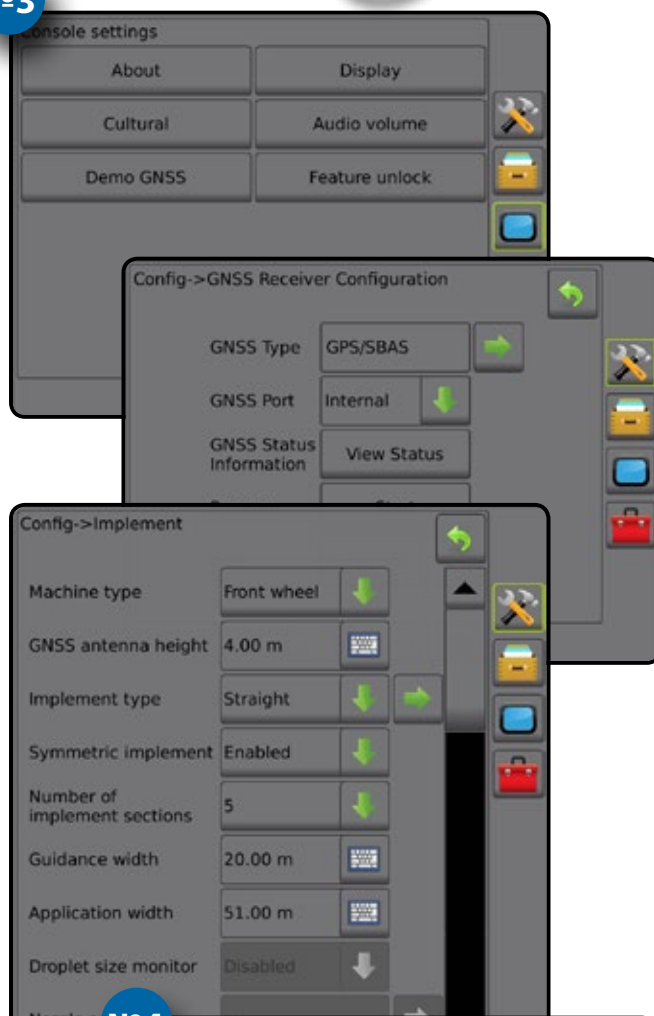 №3
Console settings
About
Display
Cultural
Audio volume
Demo GNSS
Feature unlock
Config->GNSS Receiver Configuration
GNSS Type
GPS/SBAS
GNSS Port
Internal
GNSS Status
Information
View Status
Config->Implement
Machine type
Front wheel
GNSS antenna height
4.00 m
Implement type
Straight
Symmetric implement
Enabled
Number of
implement sections
5
Guidance width
20.00 m
Application width
51.00 m
Droplet size monitor
Disabled